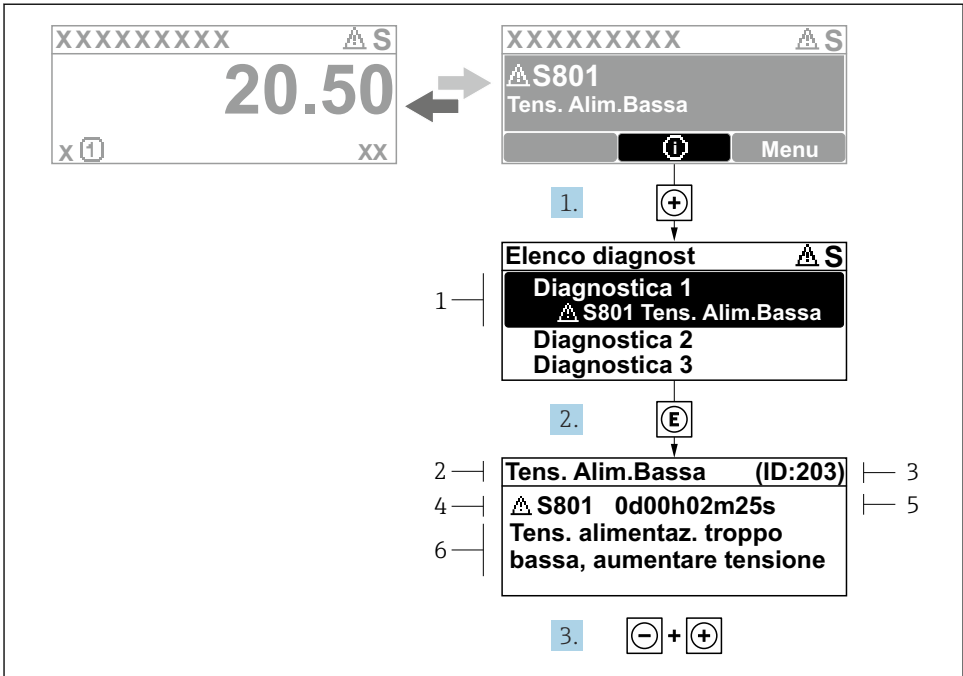 XXXXXXXXX ⚠ S
20.50
x 1 XX
XXXXXXXXX ⚠ S
⚠ S801
Tens. Alim.Bassa
i Menu
1. +
Elenco diagnost ⚠ S
1 Diagnostica 1
⚠ S801 Tens. Alim.Bassa
Diagnostica 2
Diagnostica 3
2. E
2 Tens. Alim.Bassa (ID:203) 3
4 ⚠ S801 0d00h02m25s 5
6 Tens. alimentaz. troppo
bassa, aumentare tensione
3. - + +